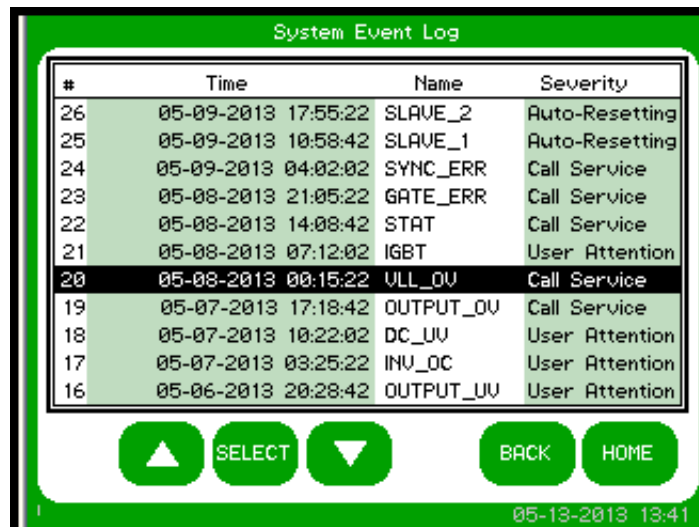 System Event Log
# Time Name Severity
26 05-09-2013 17:55:22 SLAVE_2 Auto-Resetting
25 05-09-2013 10:58:42 SLAVE_1 Auto-Resetting
24 05-09-2013 04:02:02 SYNC_ERR Call Service
23 05-08-2013 21:05:22 GATE_ERR Call Service
22 05-08-2013 14:08:42 STAT Call Service
21 05-08-2013 07:12:02 IGBT User Attention
20 05-08-2013 00:15:22 VLL_OV Call Service
19 05-07-2013 17:18:42 OUTPUT_OV Call Service
18 05-07-2013 10:22:02 DC_UV User Attention
17 05-07-2013 03:25:22 INV_OC User Attention
16 05-06-2013 20:28:42 OUTPUT_UV User Attention
SELECT BACK HOME
05-13-2013 13:41